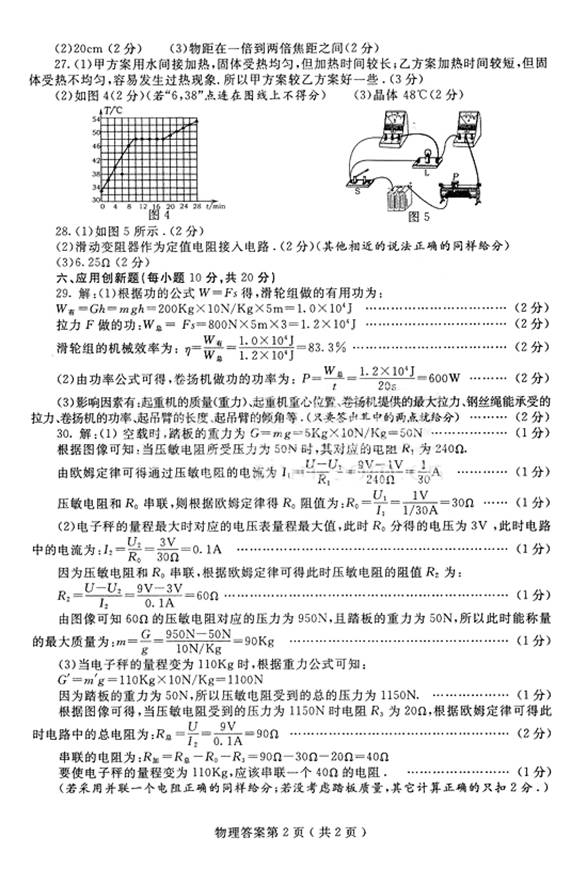 (2)20cm (2分)　(3)物距在一倍到两倍焦距之间(2分)
27.(1)甲方案用水间接加热,固体受热均匀,但加热时间较长;乙方案加热时间较短,但固
体受热不均匀,容易发生过热现象.所以甲方案较乙方案好一些.(3分)
(2)如图4(2分)(若“6,38”点连在图线上不得分)　(3)晶体 48℃(2分)
T/℃
54
50
46
42
38
34
30
0 4 8 12 16 20 24 28 t/min
图4
L
S
P
图5
28.(1)如图5所示.(2分)
(2)滑动变阻器作为定值电阻接入电路.(2分)(其他相近的说法正确的同样给分)
(3)6.25Ω(2分)
六、应用创新题(每小题10分,共20分)
29. 解:(1)根据功的公式W=Fs得,滑轮组做的有用功为:
W有=Gh=mgh=200Kg×10N/Kg×5m=1.0×10⁴J ……………………(2分)
拉力F做的功:W总= Fs=800N×5m×3=1.2×10⁴J ……………………(2分)
滑轮组的机械效率为:η=W有/W总=1.0×10⁴J/1.2×10⁴J=83.3% ……………………(2分)
(2)由功率公式可得,卷扬机做功的功率为:P=W总/t=1.2×10⁴J/20s=600W ………(2分)
(3)影响因素有:起重机的质量(重力)、起重机重心位置、卷扬机提供的最大拉力、钢丝绳能承受的
拉力、卷扬机的功率、起吊臂的长度、起吊臂的倾角等.(只要答出其中的两点就给分) ………(2分)
30. 解:(1)空载时,踏板的重力为G=mg=5Kg×10N/Kg=50N ……………(1分)
根据图像可知:当压敏电阻所受压力为50N时,其对应的电阻R₁为240Ω.
由欧姆定律可得通过压敏电阻的电流为I₁=U-U₁/R₁=9V-1V/240Ω=1/30 ……………(1分)
压敏电阻和R₀串联,则根据欧姆定律得R₀阻值为:R₀=U₁/I₁=1V/1/30A=30Ω ……(1分)
(2)电子秤的量程最大时对应的电压表量程最大值,此时R₀分得的电压为3V,此时电路
中的电流为:I₂=U₂/R₀=3V/30Ω=0.1A ……………………(1分)
因为压敏电阻和R₀串联,根据欧姆定律可得此时压敏电阻的阻值R₂为:
R₂=U-U₂/I₂=9V-3V/0.1A=60Ω ……………………(1分)
由图像可知60Ω的压敏电阻对应的压力为950N,且踏板的重力为50N,所以此时能称量
的最大质量为:m=G/g=950N-50N/10N/Kg=90Kg ……………………(1分)
(3)当电子秤的量程变为110Kg时,根据重力公式可知:
G′=m′g=110Kg×10N/Kg=1100N
因为踏板的重力为50N,所以压敏电阻受到的总的压力为1150N. ……………(1分)
根据图像可得,当压敏电阻受到的压力为1150N时电阻R₃为20Ω,根据欧姆定律可得此
时电路中的总电阻为:R总=U/I₂=9V/0.1A=90Ω ……………………(2分)
串联的电阻为:R加=R总-R₀-R₃=90Ω-30Ω-20Ω=40Ω
要使电子秤的量程变为110Kg,应该串联一个40Ω的电阻. ……………(1分)
(若采用并联一个电阻正确的同样给分;若没考虑踏板质量,其它计算正确的只扣2分.)
物理答案第2页(共2页)